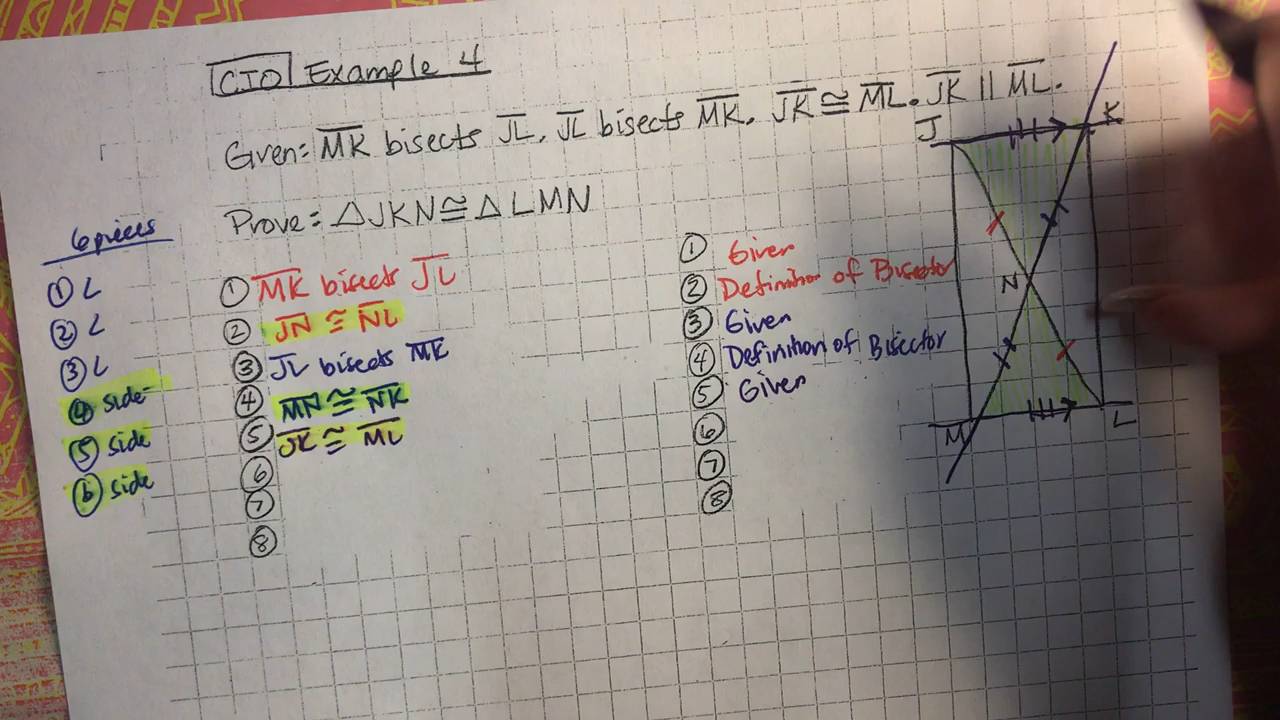 CIO Example 4
Given: MK bisects JL. JL bisects MK. JK ≅ ML. JK || ML.
Prove: △JKN ≅ △LMN
6 pieces
① L
② L
③ L
④ side
⑤ side
⑥ side
① MK bisects JL
② JN ≅ NL
③ JL bisects MK
④ MN ≅ NK
⑤ JK ≅ ML
⑥
⑦
⑧
① Given
② Definition of Bisector
③ Given
④ Definition of Bisector
⑤ Given
⑥
⑦
⑧
J K
N
M L